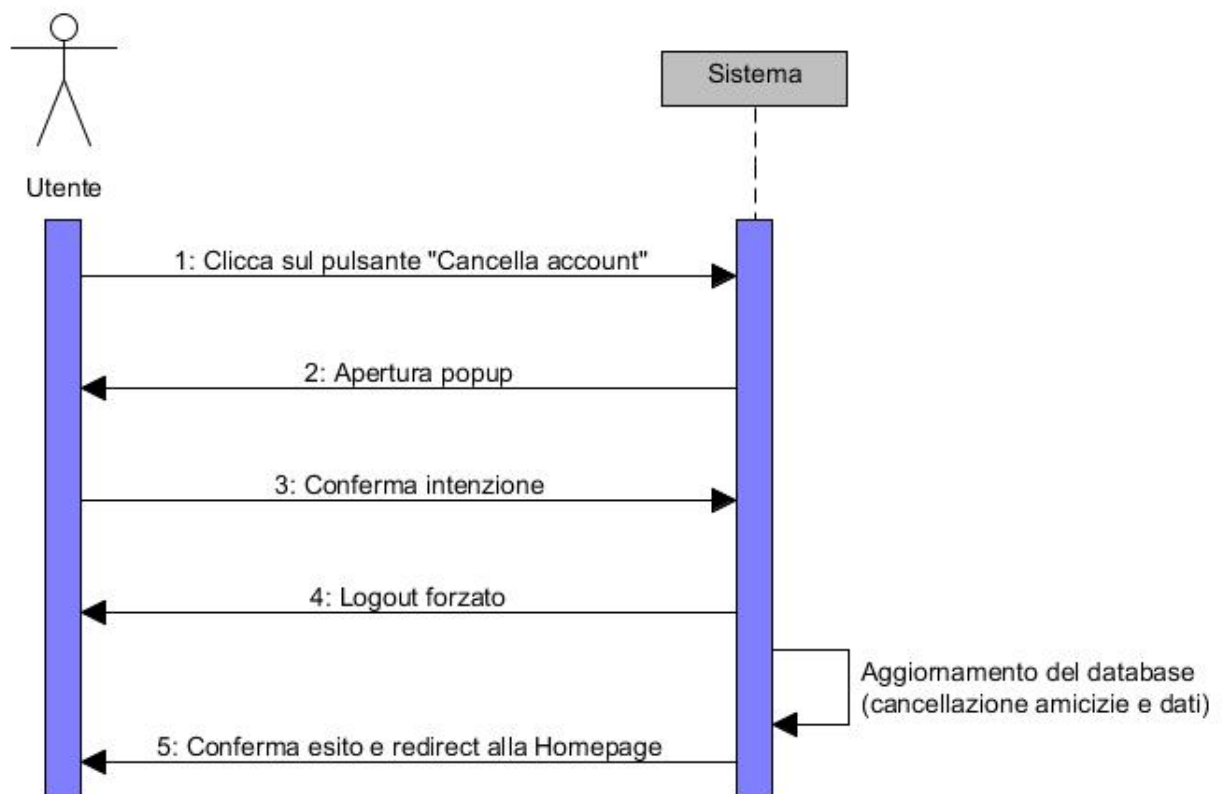 Sistema
Utente
1: Clicca sul pulsante "Cancella account"
2: Apertura popup
3: Conferma intenzione
4: Logout forzato
Aggiornamento del database
(cancellazione amicizie e dati)
5: Conferma esito e redirect alla Homepage